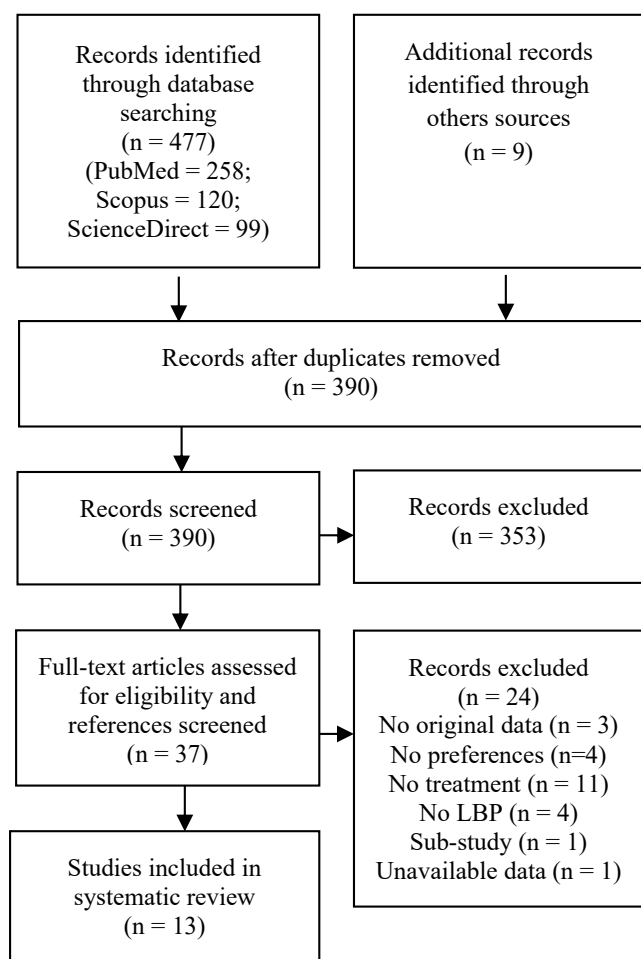 Records identified
through database
searching
(n = 477)
(PubMed = 258;
Scopus = 120;
ScienceDirect = 99)
Additional records
identified through
others sources
(n = 9)
Records after duplicates removed
(n = 390)
Records screened
(n = 390)
Records excluded
(n = 353)
Full-text articles assessed
for eligibility and
references screened
(n = 37)
Records excluded
(n = 24)
No original data (n = 3)
No preferences (n=4)
No treatment (n = 11)
No LBP (n = 4)
Sub-study (n = 1)
Unavailable data (n = 1)
Studies included in
systematic review
(n = 13)